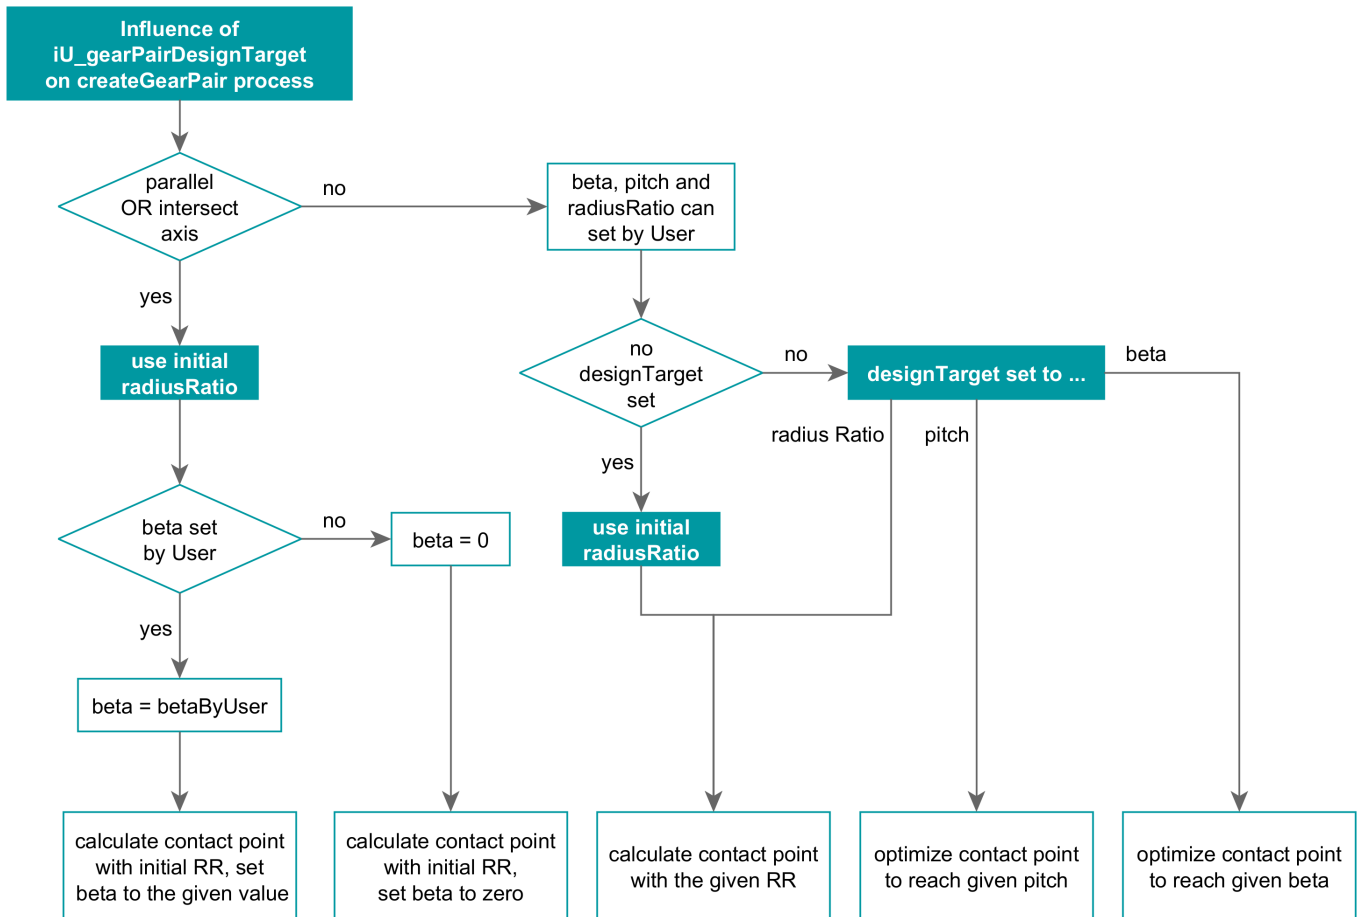 Influence of
iU_gearPairDesignTarget
on createGearPair process
parallel
OR intersect
axis
no
beta, pitch and
radiusRatio can
set by User
yes
use initial
radiusRatio
no
designTarget
set
no
designTarget set to ...
beta
radius Ratio
pitch
yes
use initial
radiusRatio
beta set
by User
no
beta = 0
yes
beta = betaByUser
calculate contact point
with initial RR, set
beta to the given value
calculate contact point
with initial RR,
set beta to zero
calculate contact point
with the given RR
optimize contact point
to reach given pitch
optimize contact point
to reach given beta